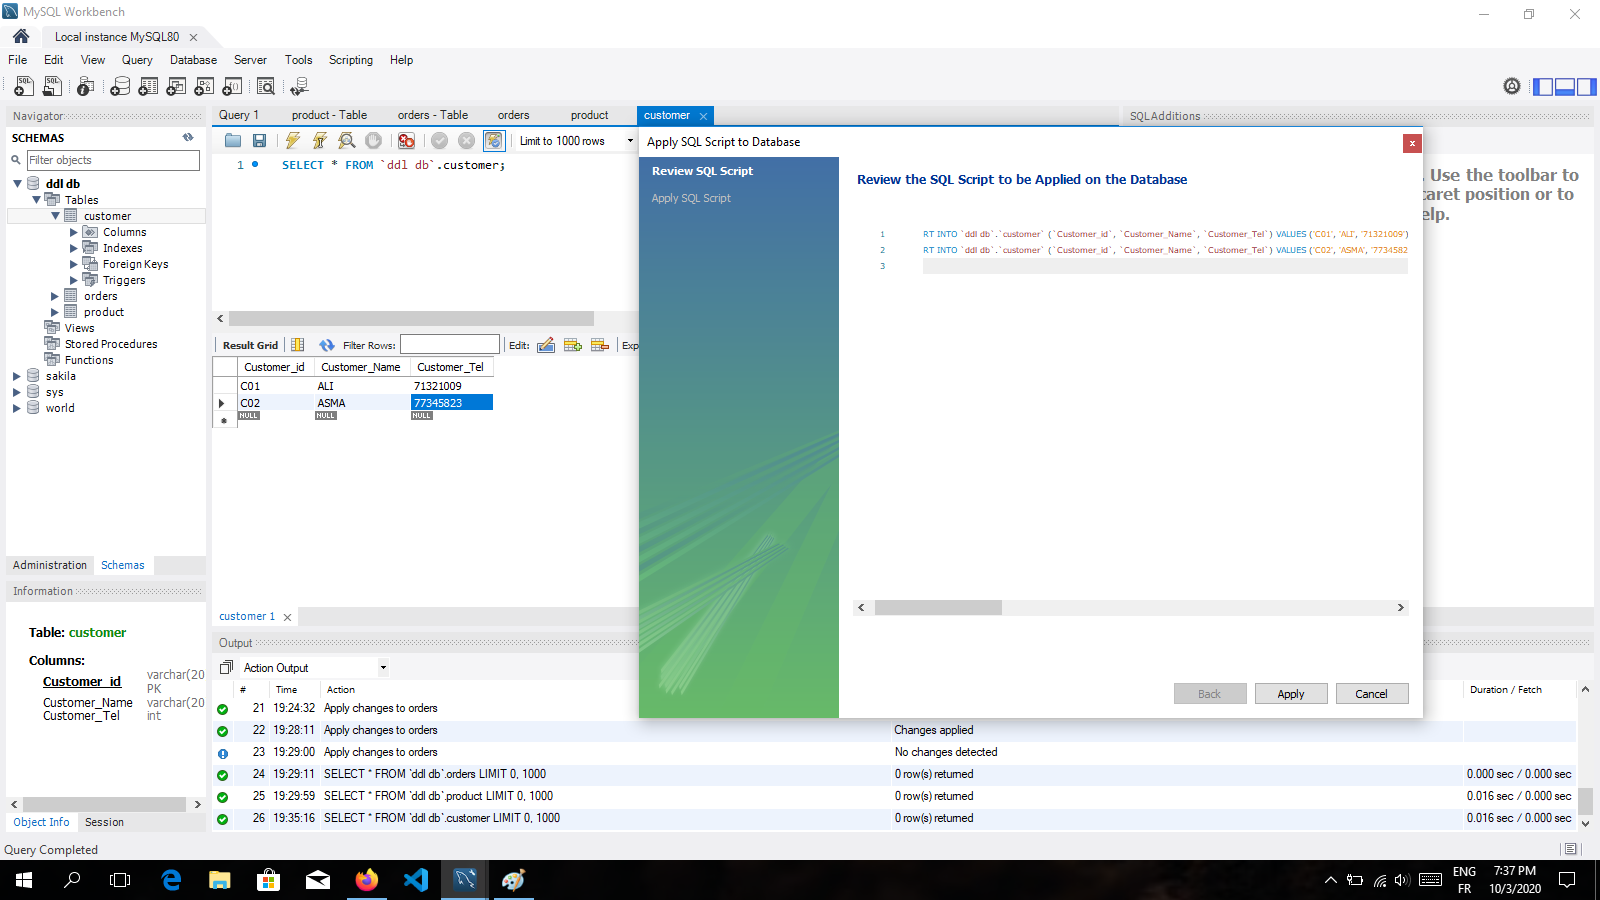 MySQL Workbench
Local instance MySQL80
File Edit View Query Database Server Tools Scripting Help
Navigator
SCHEMAS
Filter objects
ddl db
Tables
customer
Columns
Indexes
Foreign Keys
Triggers
orders
product
Views
Stored Procedures
Functions
sakila
sys
world
Administration Schemas
Information
Table: customer
Columns:
Customer_id varchar(20
PK
Customer_Name varchar(20
Customer_Tel int
Object Info Session
Query 1 product - Table orders - Table orders product customer
Limit to 1000 rows
1 SELECT * FROM `ddl db`.customer;
Result Grid Filter Rows: Edit: Exp
Customer_id Customer_Name Customer_Tel
C01 ALI 71321009
C02 ASMA 77345823
NULL NULL NULL
customer 1
SQLAdditions
. Use the toolbar to
caret position or to
elp.
Apply SQL Script to Database
x
Review SQL Script
Apply SQL Script
Review the SQL Script to be Applied on the Database
1 RT INTO `ddl db`.`customer` (`Customer_id`, `Customer_Name`, `Customer_Tel`) VALUES ('C01', 'ALI', '71321009')
2 RT INTO `ddl db`.`customer` (`Customer_id`, `Customer_Name`, `Customer_Tel`) VALUES ('C02', 'ASMA', '7734582
3
Back Apply Cancel
Output
Action Output
# Time Action Duration / Fetch
21 19:24:32 Apply changes to orders
22 19:28:11 Apply changes to orders Changes applied
23 19:29:00 Apply changes to orders No changes detected
24 19:29:11 SELECT * FROM `ddl db`.orders LIMIT 0, 1000 0 row(s) returned 0.000 sec / 0.000 sec
25 19:29:59 SELECT * FROM `ddl db`.product LIMIT 0, 1000 0 row(s) returned 0.016 sec / 0.000 sec
26 19:35:16 SELECT * FROM `ddl db`.customer LIMIT 0, 1000 0 row(s) returned 0.016 sec / 0.000 sec
Query Completed
ENG
FR
7:37 PM
10/3/2020